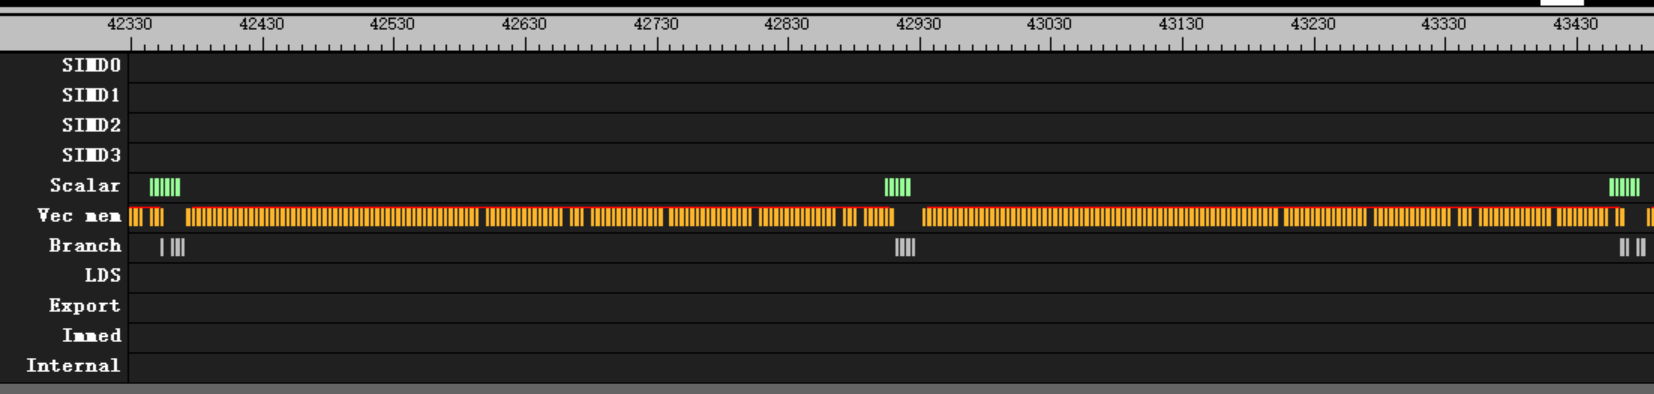 42330 42430 42530 42630 42730 42830 42930 43030 43130 43230 43330 43430
SIMD0
SIMD1
SIMD2
SIMD3
Scalar
Vec mem
Branch
LDS
Export
Immed
Internal